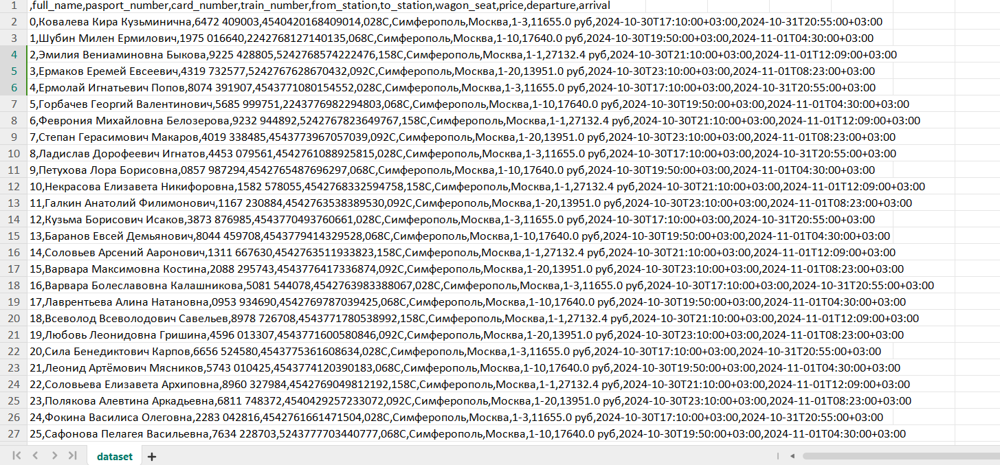 1 ,full_name,pasport_number,card_number,train_number,from_station,to_station,wagon_seat,price,departure,arrival
2 0,Ковалева Кира Кузьминична,6472 409003,4540420168409014,028С,Симферополь,Москва,1-3,11655.0 руб,2024-10-30T17:10:00+03:00,2024-10-31T20:55:00+03:00
3 1,Шубин Милен Ермилович,1975 016640,2242768127140135,068С,Симферополь,Москва,1-10,17640.0 руб,2024-10-30T19:50:00+03:00,2024-11-01T04:30:00+03:00
4 2,Эмилия Вениаминовна Быкова,9225 428805,5242768574222476,158С,Симферополь,Москва,1-1,27132.4 руб,2024-10-30T21:10:00+03:00,2024-11-01T12:09:00+03:00
5 3,Ермаков Еремей Евсеевич,4319 732577,5242767628670432,092С,Симферополь,Москва,1-20,13951.0 руб,2024-10-30T23:10:00+03:00,2024-11-01T08:23:00+03:00
6 4,Ермолай Игнатьевич Попов,8074 391907,4543771080154552,028С,Симферополь,Москва,1-3,11655.0 руб,2024-10-30T17:10:00+03:00,2024-10-31T20:55:00+03:00
7 5,Горбачев Георгий Валентинович,5685 999751,2243776982294803,068С,Симферополь,Москва,1-10,17640.0 руб,2024-10-30T19:50:00+03:00,2024-11-01T04:30:00+03:00
8 6,Феврония Михайловна Белозерова,9232 944892,5242767823649767,158С,Симферополь,Москва,1-1,27132.4 руб,2024-10-30T21:10:00+03:00,2024-11-01T12:09:00+03:00
9 7,Степан Герасимович Макаров,4019 338485,4543773967057039,092С,Симферополь,Москва,1-20,13951.0 руб,2024-10-30T23:10:00+03:00,2024-11-01T08:23:00+03:00
10 8,Ладислав Дорофеевич Игнатов,4453 079561,4542761088925815,028С,Симферополь,Москва,1-3,11655.0 руб,2024-10-30T17:10:00+03:00,2024-10-31T20:55:00+03:00
11 9,Петухова Лора Борисовна,0857 987294,4542765487696297,068С,Симферополь,Москва,1-10,17640.0 руб,2024-10-30T19:50:00+03:00,2024-11-01T04:30:00+03:00
12 10,Некрасова Елизавета Никифоровна,1582 578055,4542768332594758,158С,Симферополь,Москва,1-1,27132.4 руб,2024-10-30T21:10:00+03:00,2024-11-01T12:09:00+03:00
13 11,Галкин Анатолий Филимонович,1167 230884,4542763538389530,092С,Симферополь,Москва,1-20,13951.0 руб,2024-10-30T23:10:00+03:00,2024-11-01T08:23:00+03:00
14 12,Кузьма Борисович Исаков,3873 876985,4543770493760661,028С,Симферополь,Москва,1-3,11655.0 руб,2024-10-30T17:10:00+03:00,2024-10-31T20:55:00+03:00
15 13,Баранов Евсей Демьянович,8044 459708,4543779414329528,068С,Симферополь,Москва,1-10,17640.0 руб,2024-10-30T19:50:00+03:00,2024-11-01T04:30:00+03:00
16 14,Соловьев Арсений Ааронович,1311 667630,4542763511933823,158С,Симферополь,Москва,1-1,27132.4 руб,2024-10-30T21:10:00+03:00,2024-11-01T12:09:00+03:00
17 15,Варвара Максимовна Костина,2088 295743,4543776417336874,092С,Симферополь,Москва,1-20,13951.0 руб,2024-10-30T23:10:00+03:00,2024-11-01T08:23:00+03:00
18 16,Варвара Болеславовна Калашникова,5081 544078,4542763983388067,028С,Симферополь,Москва,1-3,11655.0 руб,2024-10-30T17:10:00+03:00,2024-10-31T20:55:00+03:00
19 17,Лаврентьева Алина Натановна,0953 934690,4542769787039425,068С,Симферополь,Москва,1-10,17640.0 руб,2024-10-30T19:50:00+03:00,2024-11-01T04:30:00+03:00
20 18,Всеволод Всеволодович Савельев,8978 726708,4543771780538992,158С,Симферополь,Москва,1-1,27132.4 руб,2024-10-30T21:10:00+03:00,2024-11-01T12:09:00+03:00
21 19,Любовь Леонидовна Гришина,4596 013307,4543771600580846,092С,Симферополь,Москва,1-20,13951.0 руб,2024-10-30T23:10:00+03:00,2024-11-01T08:23:00+03:00
22 20,Сила Бенедиктович Карпов,6656 524580,4543775361608634,028С,Симферополь,Москва,1-3,11655.0 руб,2024-10-30T17:10:00+03:00,2024-10-31T20:55:00+03:00
23 21,Леонид Артёмович Мясников,5743 010425,4543774120390183,068С,Симферополь,Москва,1-10,17640.0 руб,2024-10-30T19:50:00+03:00,2024-11-01T04:30:00+03:00
24 22,Соловьева Елизавета Архиповна,8960 327984,4542769049812192,158С,Симферополь,Москва,1-1,27132.4 руб,2024-10-30T21:10:00+03:00,2024-11-01T12:09:00+03:00
25 23,Полякова Алевтина Аркадьевна,6811 748372,4540429257233072,092С,Симферополь,Москва,1-20,13951.0 руб,2024-10-30T23:10:00+03:00,2024-11-01T08:23:00+03:00
26 24,Фокина Василиса Олеговна,2283 042816,4542761661471504,028С,Симферополь,Москва,1-3,11655.0 руб,2024-10-30T17:10:00+03:00,2024-10-31T20:55:00+03:00
27 25,Сафонова Пелагея Васильевна,7634 228703,5243777703440777,068С,Симферополь,Москва,1-10,17640.0 руб,2024-10-30T19:50:00+03:00,2024-11-01T04:30:00+03:00
dataset